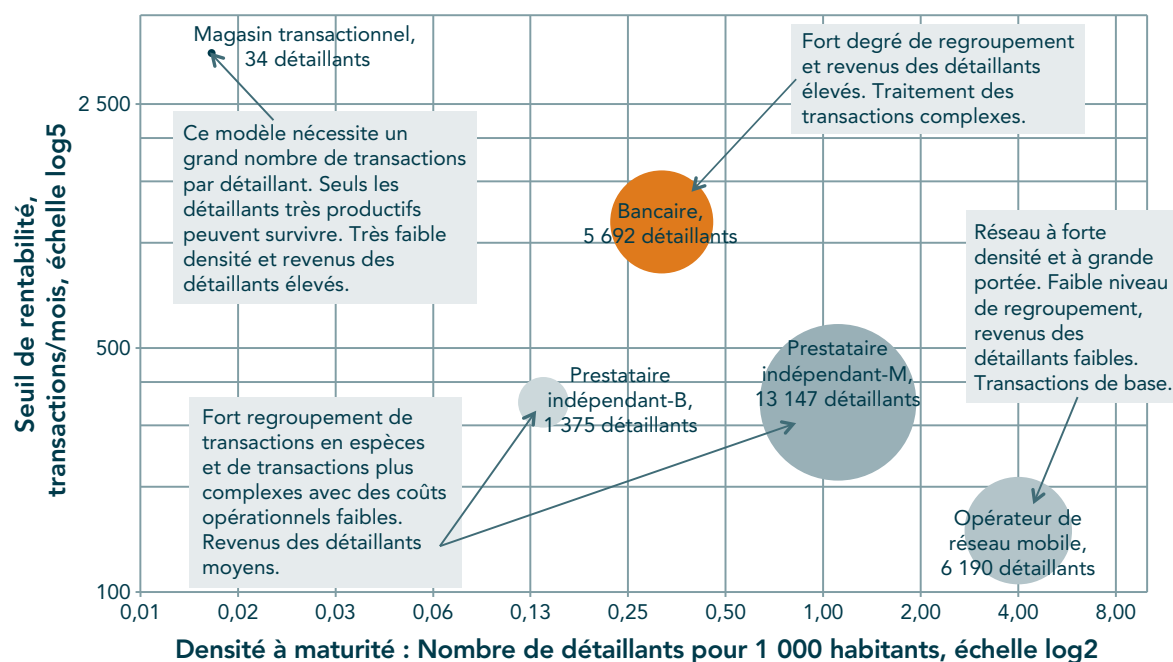 Magasin transactionnel,
34 détaillants
Fort degré de regroupement
et revenus des détaillants
élevés. Traitement des
transactions complexes.
2 500
Ce modèle nécessite un
grand nombre de transactions
par détaillant. Seuls les
détaillants très productifs
peuvent survivre. Très faible
densité et revenus des
détaillants élevés.
Bancaire,
5 692 détaillants
Réseau à forte
densité et à grande
portée. Faible niveau
de regroupement,
revenus des
détaillants faibles.
Transactions de base.
Seuil de rentabilité,
transactions/mois, échelle log5
500
Prestataire
indépendant-M,
13 147 détaillants
Prestataire
indépendant-B,
1 375 détaillants
Fort regroupement de
transactions en espèces
et de transactions plus
complexes avec des coûts
opérationnels faibles.
Revenus des détaillants
moyens.
Opérateur de
réseau mobile,
6 190 détaillants
100
0,01 0,02 0,03 0,06 0,13 0,25 0,50 1,00 2,00 4,00 8,00
Densité à maturité : Nombre de détaillants pour 1 000 habitants, échelle log2